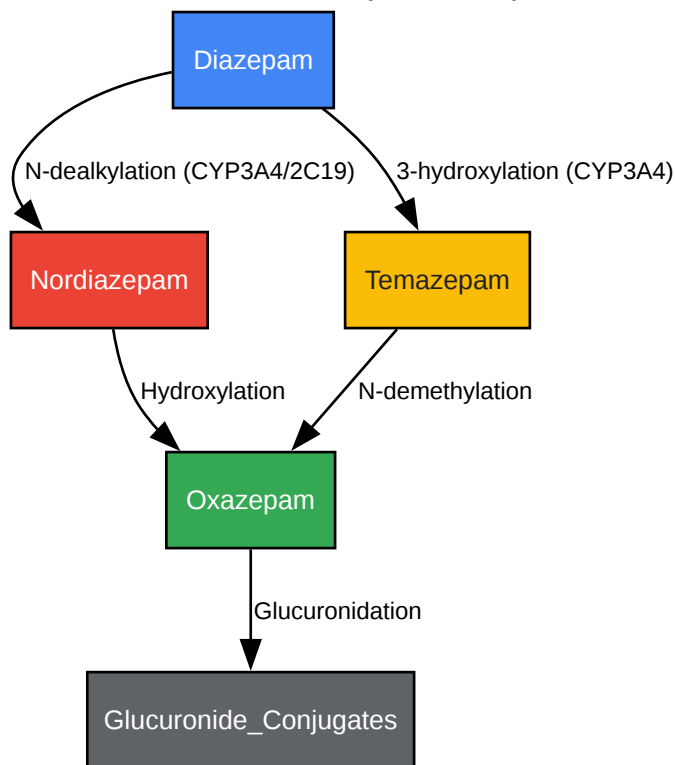 Diazepam
N-dealkylation (CYP3A4/2C19)
3-hydroxylation (CYP3A4)
Nordiazepam
Temazepam
Hydroxylation
N-demethylation
Oxazepam
Glucuronidation
Glucuronide_Conjugates